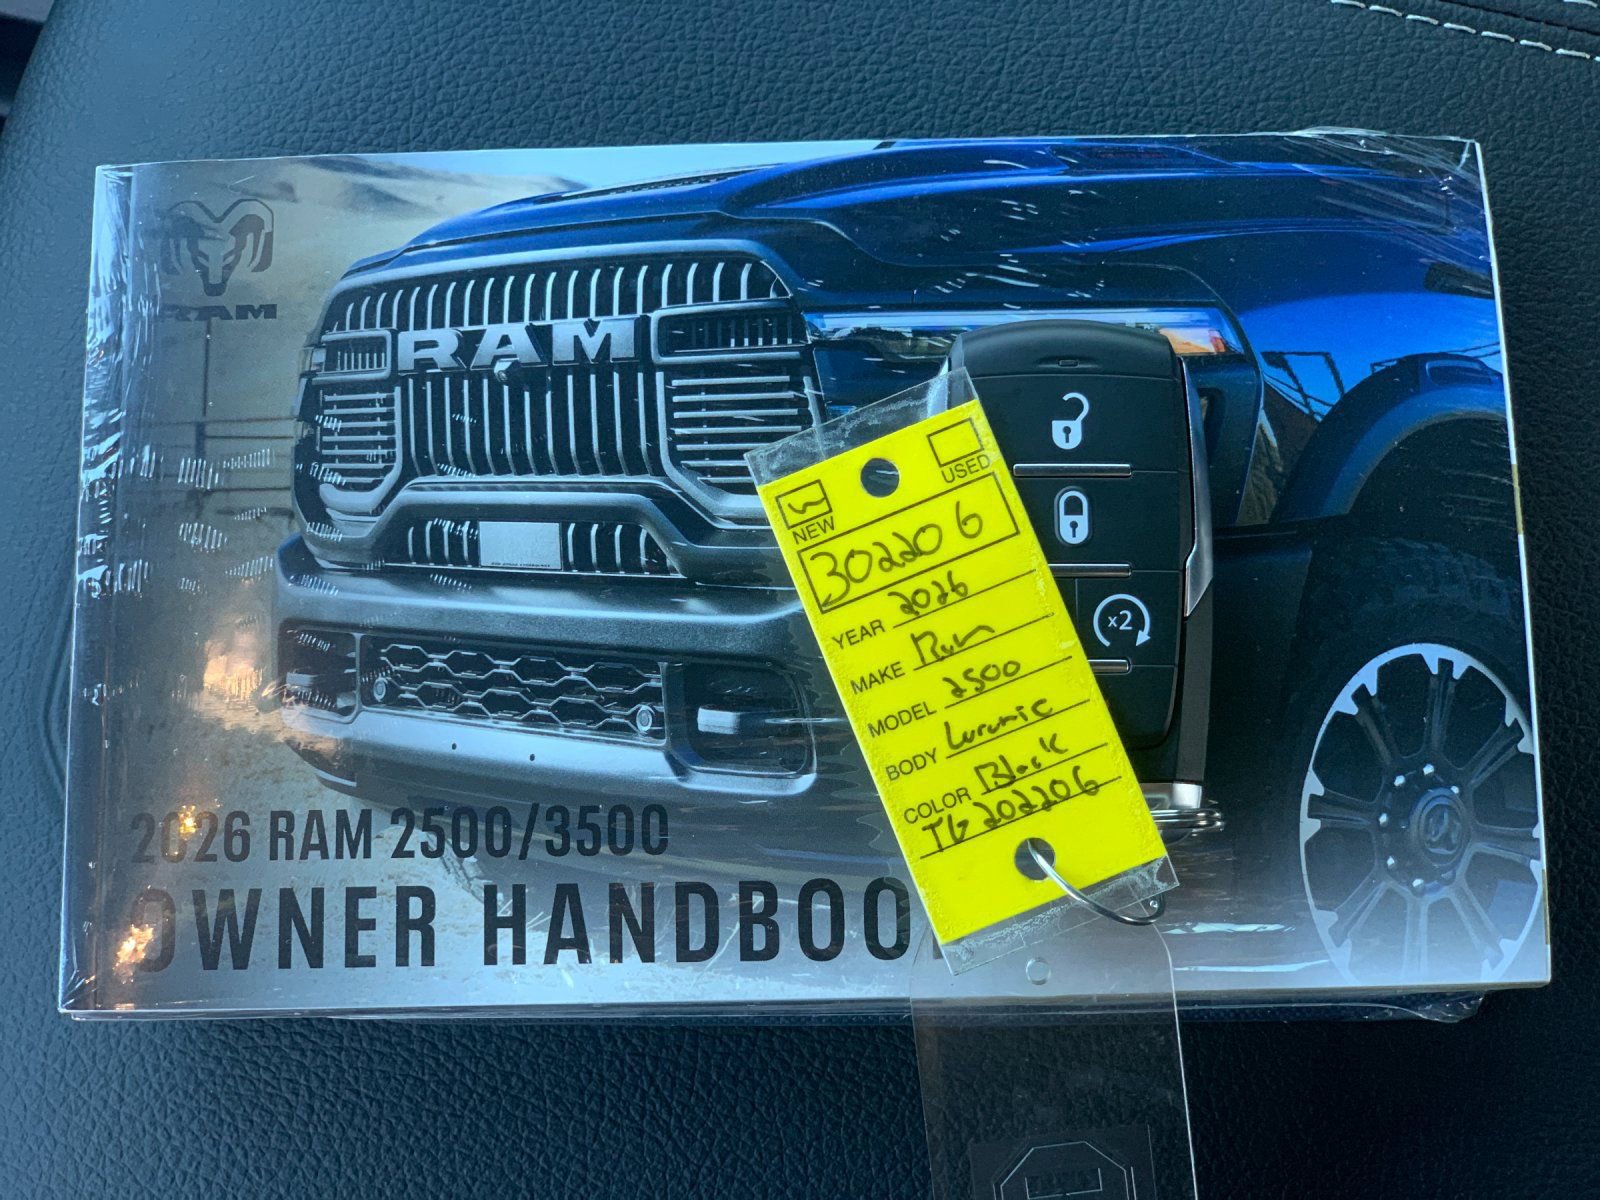 RAM
RAM
2026 RAM 2500/3500
OWNER HANDBOO
x2
NEW
USED
302206
YEAR 2026
MAKE Ram
MODEL 2500
BODY Laramie
COLOR Black
TG 202206